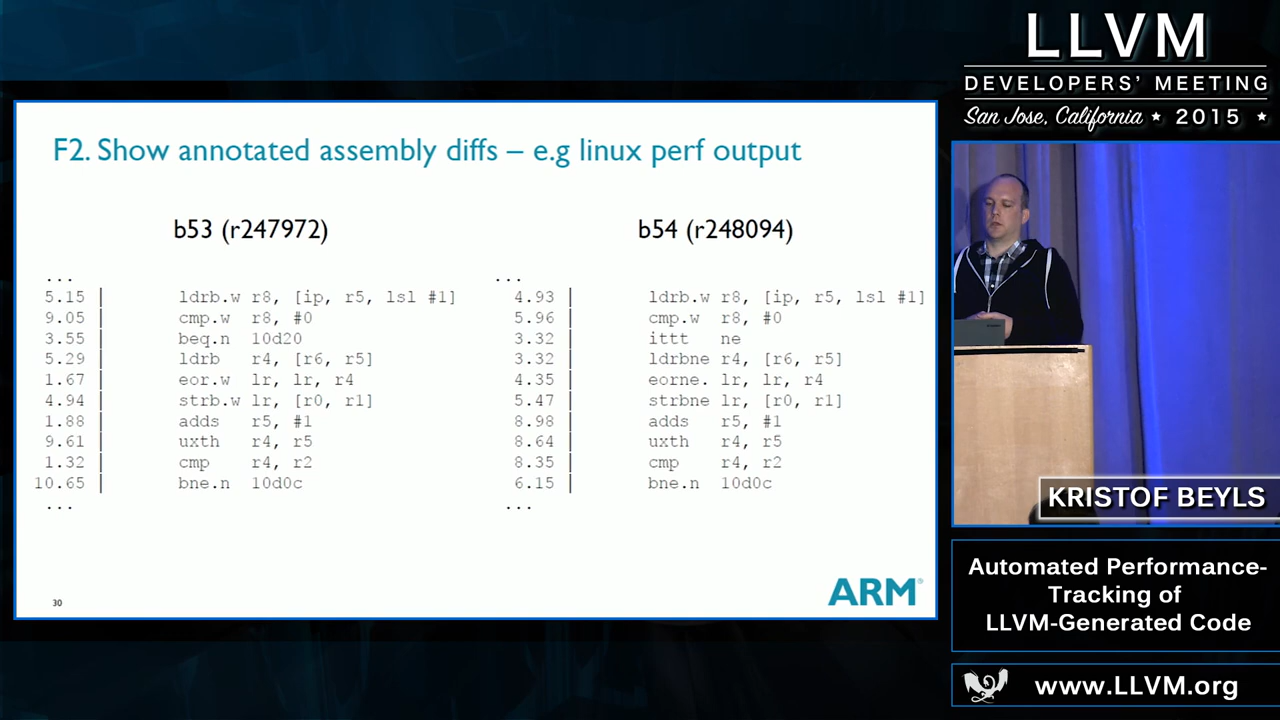 LLVM
DEVELOPERS' MEETING
San Jose, California ★ 2015 ★
F2. Show annotated assembly diffs – e.g linux perf output
b53 (r247972)
...
5.15 | ldrb.w r8, [ip, r5, lsl #1]
9.05 | cmp.w r8, #0
3.55 | beq.n 10d20
5.29 | ldrb r4, [r6, r5]
1.67 | eor.w lr, lr, r4
4.94 | strb.w lr, [r0, r1]
1.88 | adds r5, #1
9.61 | uxth r4, r5
1.32 | cmp r4, r2
10.65 | bne.n 10d0c
...
b54 (r248094)
...
4.93 | ldrb.w r8, [ip, r5, lsl #1]
5.96 | cmp.w r8, #0
3.32 | ittt ne
3.32 | ldrbne r4, [r6, r5]
4.35 | eorne. lr, lr, r4
5.47 | strbne lr, [r0, r1]
8.98 | adds r5, #1
8.64 | uxth r4, r5
8.35 | cmp r4, r2
6.15 | bne.n 10d0c
...
30
ARM®
KRISTOF BEYLS
Automated Performance-
Tracking of
LLVM-Generated Code
www.LLVM.org